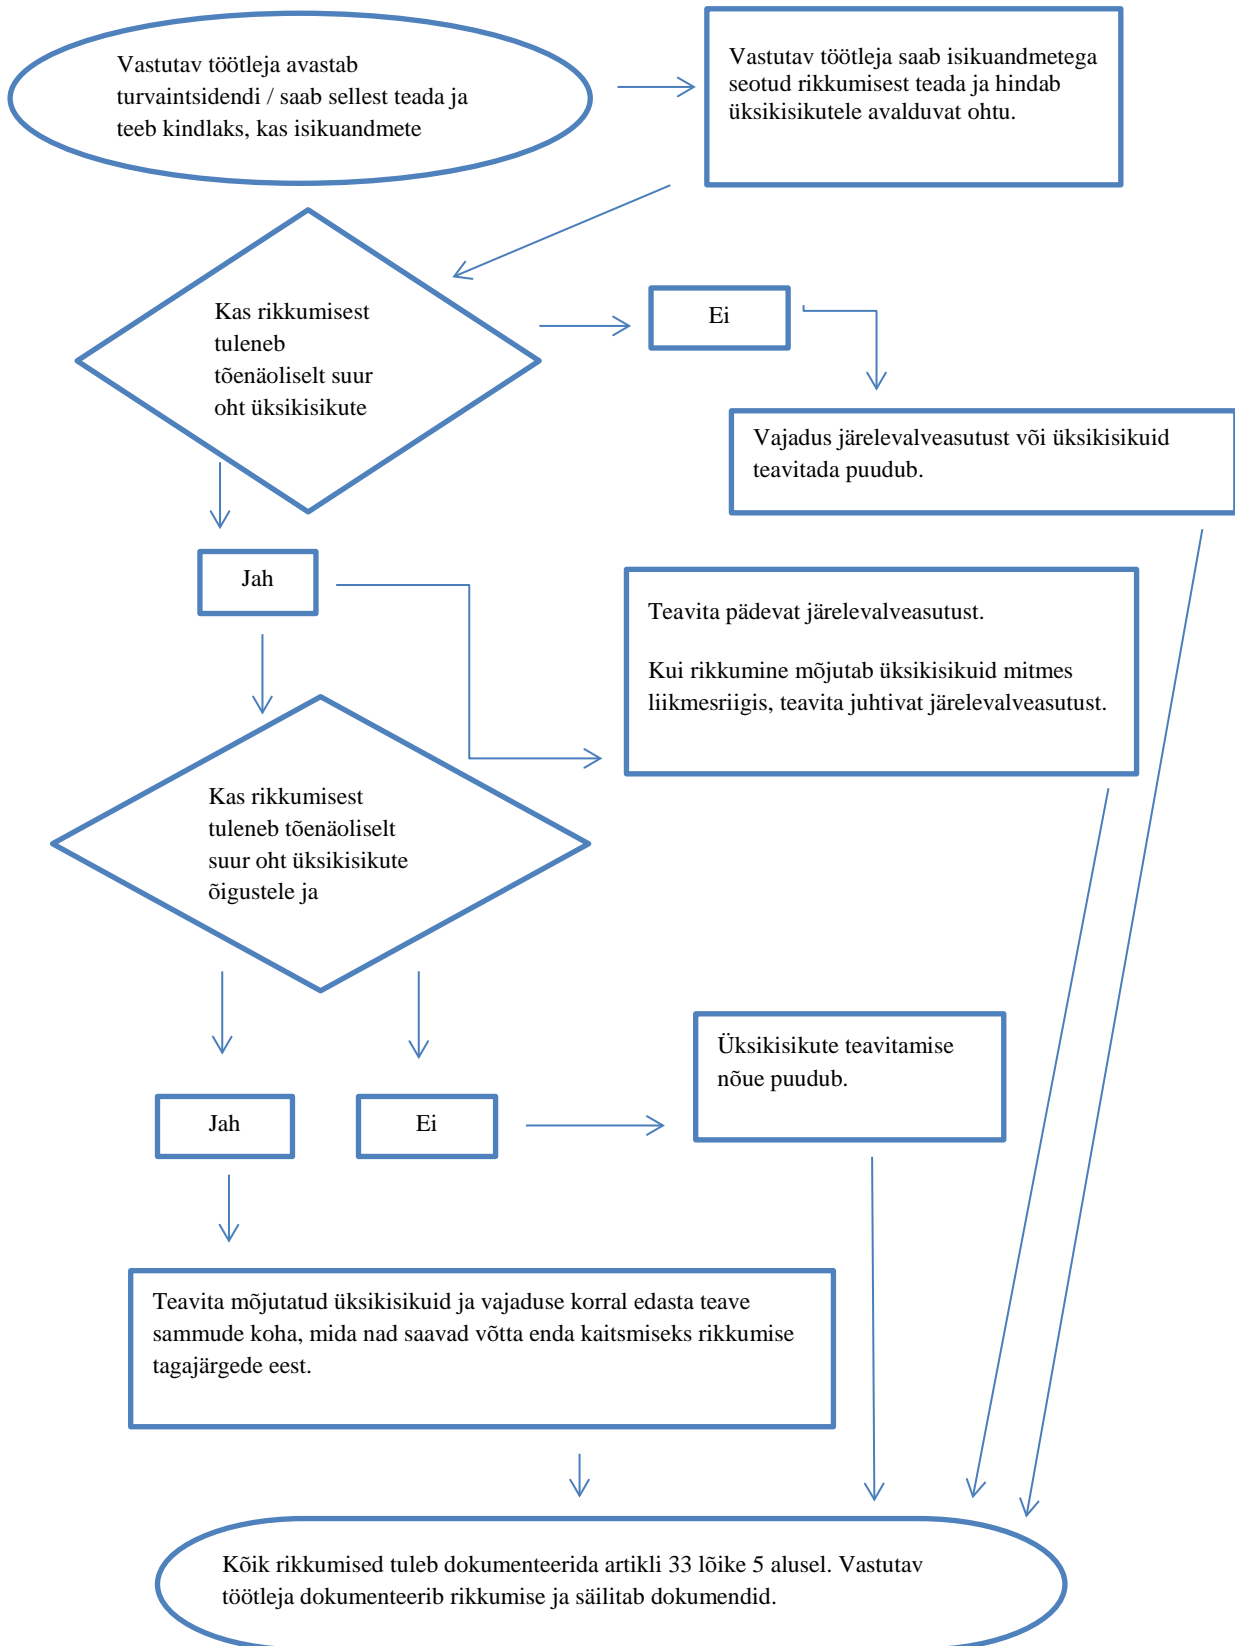 Vastutav töötleja avastab
turvaintsidendi / saab sellest teada ja
teeb kindlaks, kas isikuandmete
Vastutav töötleja saab isikuandmetega
seotud rikkumisest teada ja hindab
üksikisikutele avalduvat ohtu.
Kas rikkumisest
tuleneb
tõenäoliselt suur
oht üksikisikute
Ei
Vajadus järelevalveasutust või üksikisikuid
teavitada puudub.
Jah
Teavita pädevat järelevalveasutust.
Kui rikkumine mõjutab üksikisikuid mitmes
liikmesriigis, teavita juhtivat järelevalveasutust.
Kas rikkumisest
tuleneb tõenäoliselt
suur oht üksikisikute
õigustele ja
Jah
Ei
Üksikisikute teavitamise
nõue puudub.
Teavita mõjutatud üksikisikuid ja vajaduse korral edasta teave
sammude koha, mida nad saavad võtta enda kaitsmiseks rikkumise
tagajärgede eest.
Kõik rikkumised tuleb dokumenteerida artikli 33 lõike 5 alusel. Vastutav
töötleja dokumenteerib rikkumise ja säilitab dokumendid.